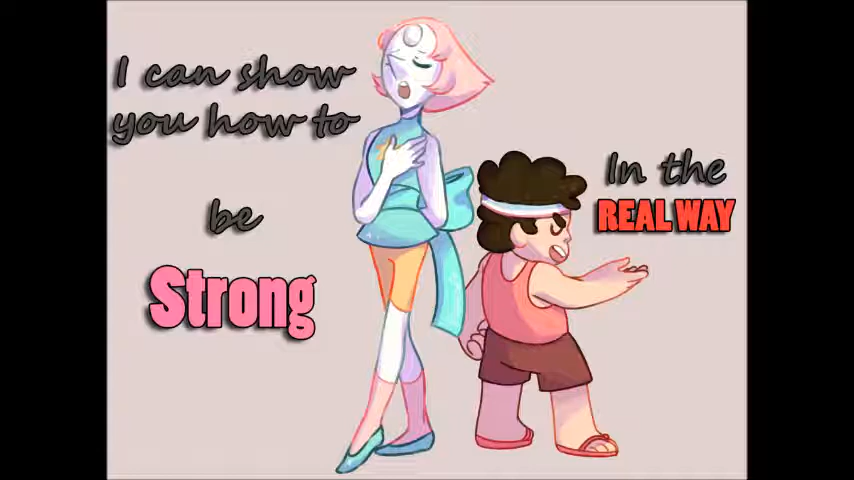 I can show
you how to
be
Strong
In the
REAL WAY